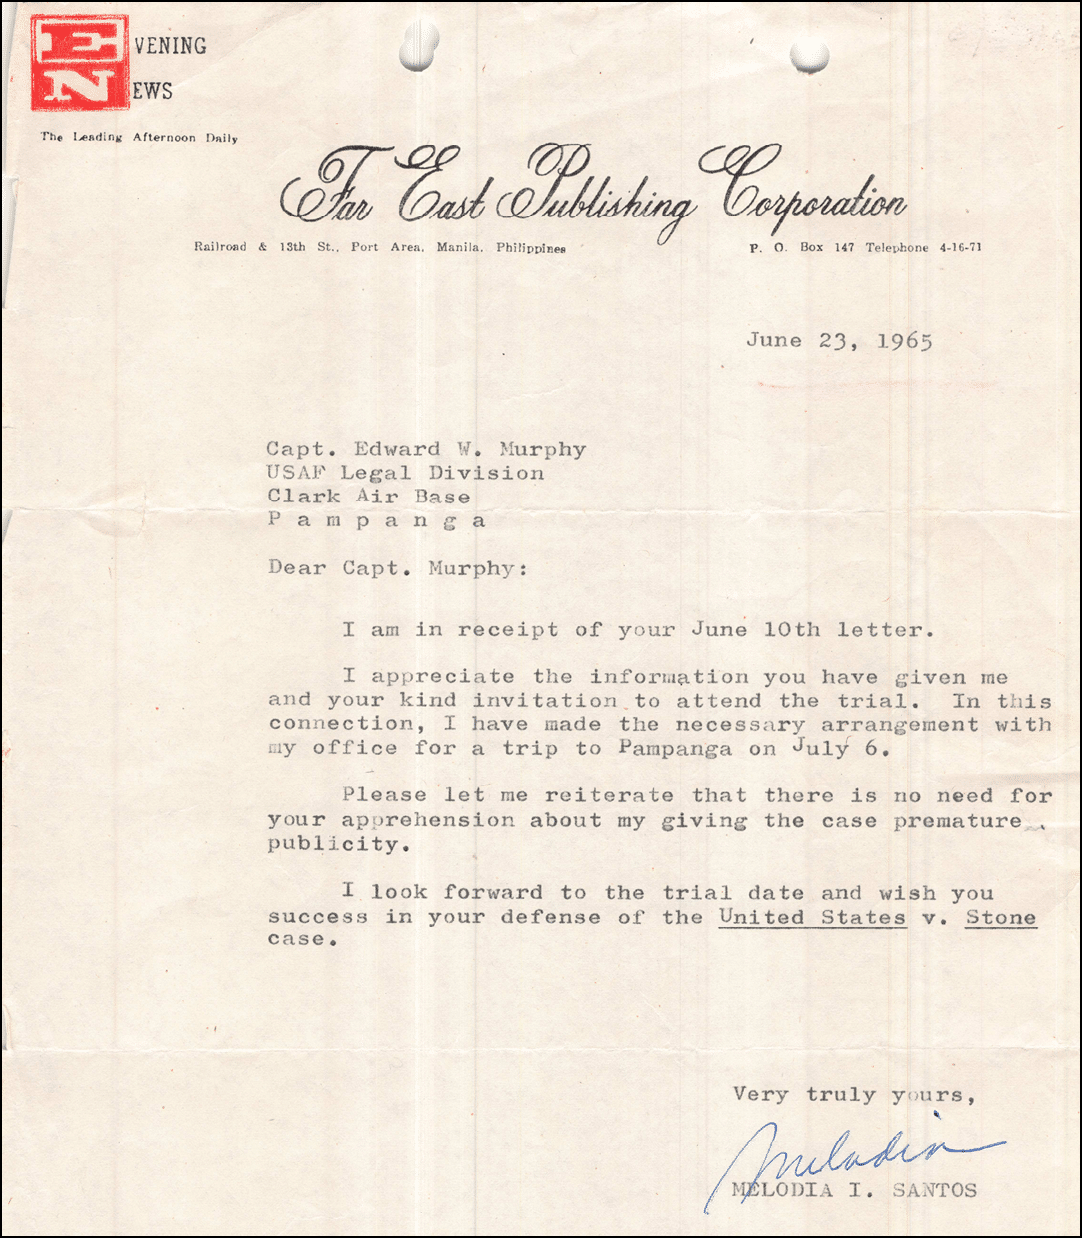 EVENING
NEWS
The Leading Afternoon Daily
Far East Publishing Corporation
Railroad & 13th St., Port Area, Manila, Philippines P. O. Box 147 Telephone 4-16-71
June 23, 1965
Capt. Edward W. Murphy
USAF Legal Division
Clark Air Base
P a m p a n g a
Dear Capt. Murphy:
I am in receipt of your June 10th letter.
I appreciate the information you have given me
and your kind invitation to attend the trial. In this
connection, I have made the necessary arrangement with
my office for a trip to Pampanga on July 6.
Please let me reiterate that there is no need for
your apprehension about my giving the case premature
publicity.
I look forward to the trial date and wish you
success in your defense of the United States v. Stone
case.
Very truly yours,
Melodia
MELODIA I. SANTOS